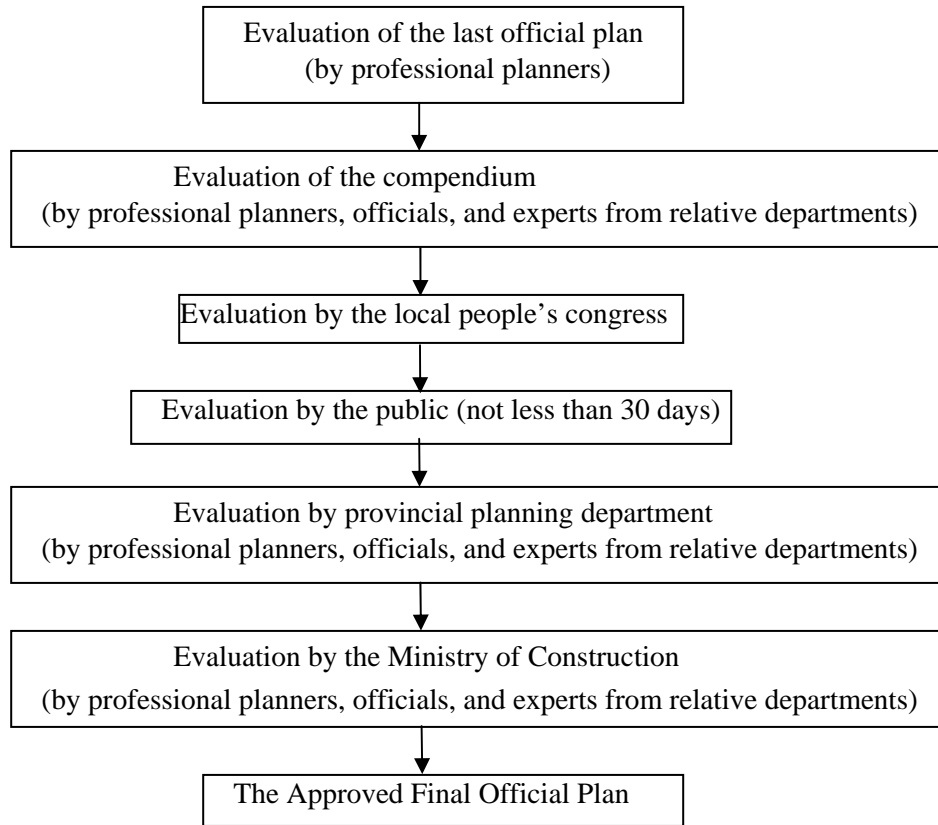 Evaluation of the last official plan
(by professional planners)
Evaluation of the compendium
(by professional planners, officials, and experts from relative departments)
Evaluation by the local people’s congress
Evaluation by the public (not less than 30 days)
Evaluation by provincial planning department
(by professional planners, officials, and experts from relative departments)
Evaluation by the Ministry of Construction
(by professional planners, officials, and experts from relative departments)
The Approved Final Official Plan